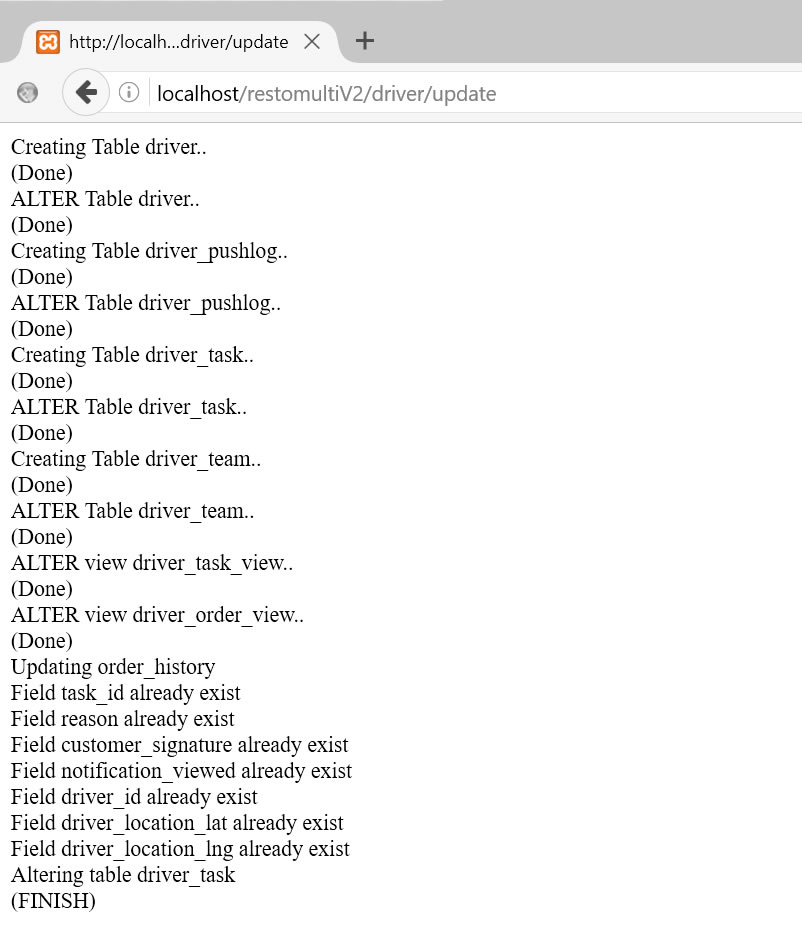 http://localh...driver/update
localhost/restomultiV2/driver/update
Creating Table driver..
(Done)
ALTER Table driver..
(Done)
Creating Table driver_pushlog..
(Done)
ALTER Table driver_pushlog..
(Done)
Creating Table driver_task..
(Done)
ALTER Table driver_task..
(Done)
Creating Table driver_team..
(Done)
ALTER Table driver_team..
(Done)
ALTER view driver_task_view..
(Done)
ALTER view driver_order_view..
(Done)
Updating order_history
Field task_id already exist
Field reason already exist
Field customer_signature already exist
Field notification_viewed already exist
Field driver_id already exist
Field driver_location_lat already exist
Field driver_location_lng already exist
Altering table driver_task
(FINISH)